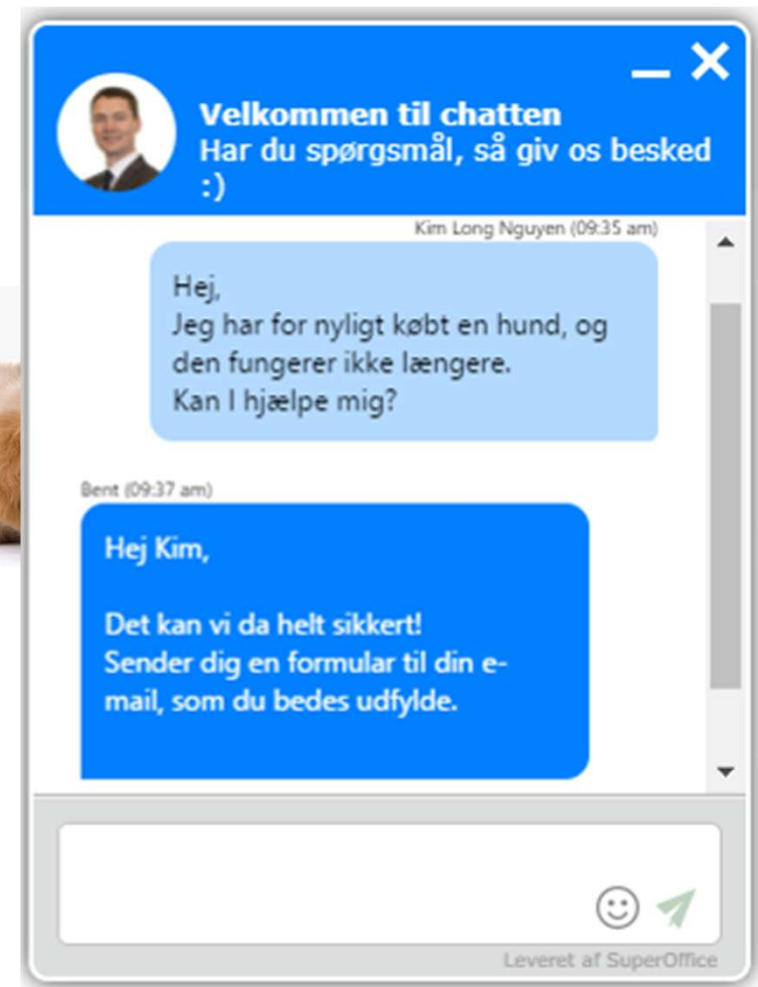 Velkommen til chatten
Har du spørgsmål, så giv os besked
:)
Kim Long Nguyen (09:35 am)
Hej,
Jeg har for nyligt købt en hund, og
den fungerer ikke længere.
Kan I hjælpe mig?
Bent (09:37 am)
Hej Kim,
Det kan vi da helt sikkert!
Sender dig en formular til din e-
mail, som du bedes udfylde.
Leveret af SuperOffice